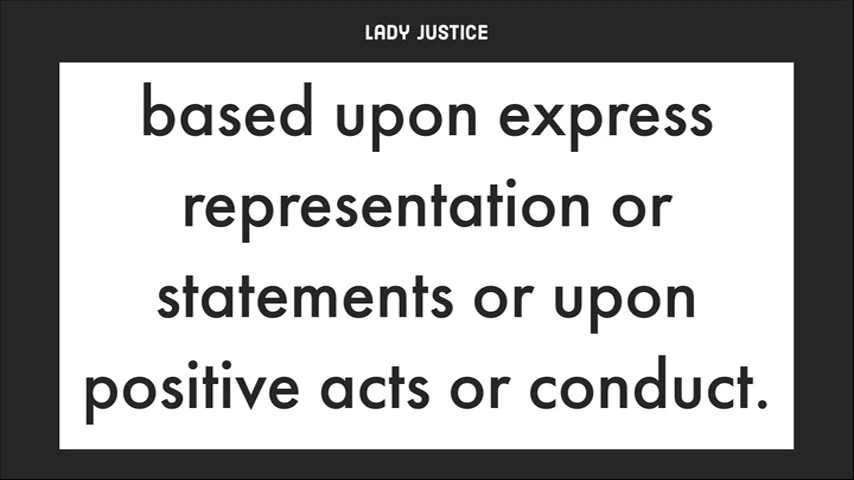 LADY JUSTICE
based upon express
representation or
statements or upon
positive acts or conduct.